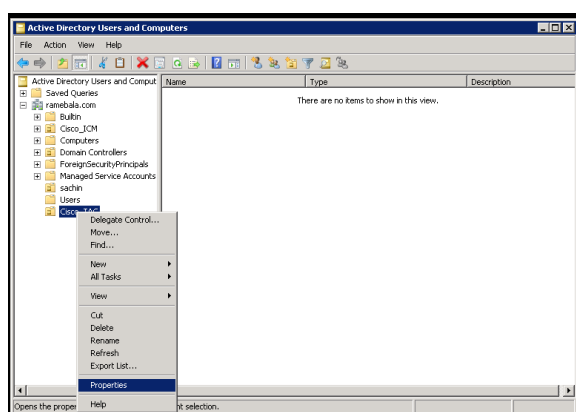 Active Directory Users and Computers
File Action View Help
Active Directory Users and Comput
Name Type Description
Saved Queries
There are no items to show in this view.
ramebala.com
Builtin
Cisco_ICM
Computers
Domain Controllers
ForeignSecurityPrincipals
Managed Service Accounts
sachin
Users
Cisco_TAC
Delegate Control...
Move...
Find...
New
All Tasks
View
Cut
Delete
Rename
Refresh
Export List...
Properties
Help
Opens the proper
nt selection.